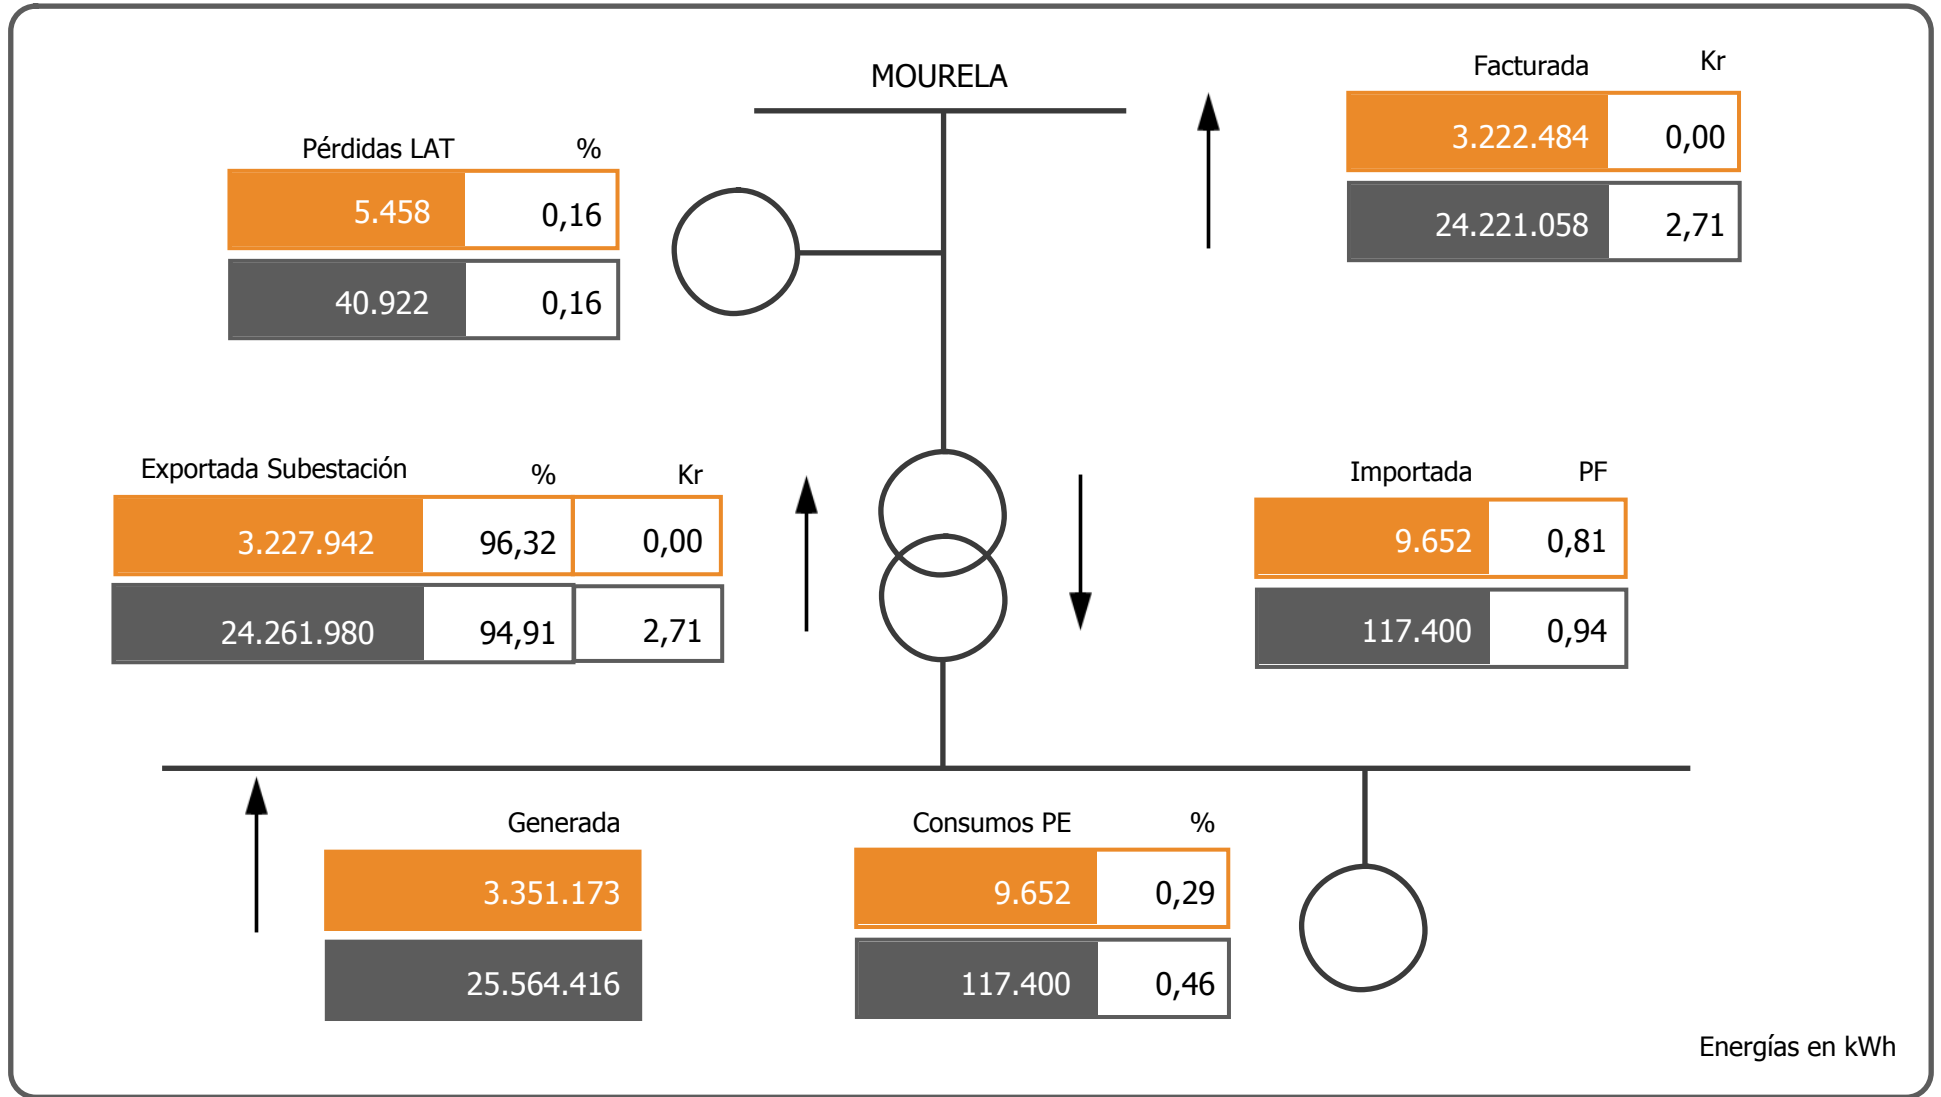 MOURELA
Facturada Kr
3.222.484 0,00
24.221.058 2,71
Pérdidas LAT %
5.458 0,16
40.922 0,16
Exportada Subestación % Kr
3.227.942 96,32 0,00
24.261.980 94,91 2,71
Importada PF
9.652 0,81
117.400 0,94
Generada
3.351.173
25.564.416
Consumos PE %
9.652 0,29
117.400 0,46
Energías en kWh